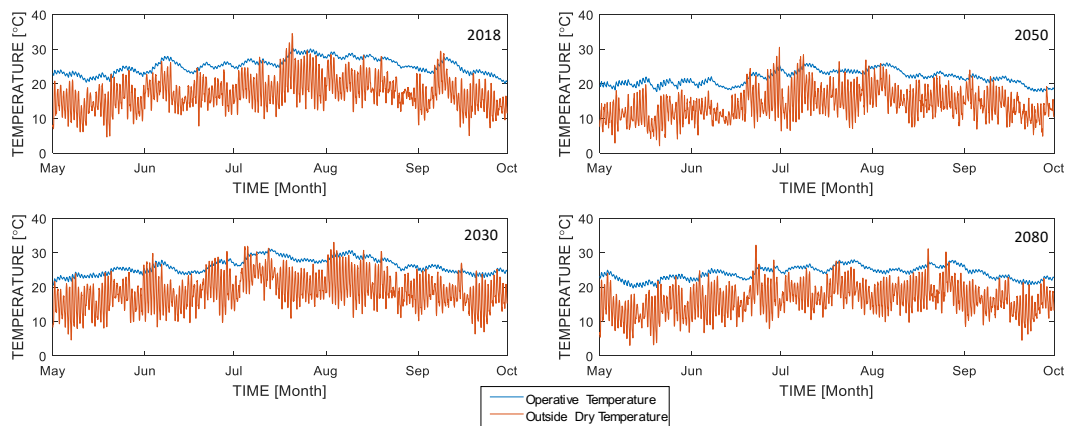 2018
TEMPERATURE [°C]
40
30
20
10
0
May Jun Jul Aug Sep Oct
TIME [Month]
2050
TEMPERATURE [°C]
40
30
20
10
0
May Jun Jul Aug Sep Oct
TIME [Month]
2030
TEMPERATURE [°C]
40
30
20
10
0
May Jun Jul Aug Sep Oct
TIME [Month]
2080
TEMPERATURE [°C]
40
30
20
10
0
May Jun Jul Aug Sep Oct
TIME [Month]
Operative Temperature
Outside Dry Temperature